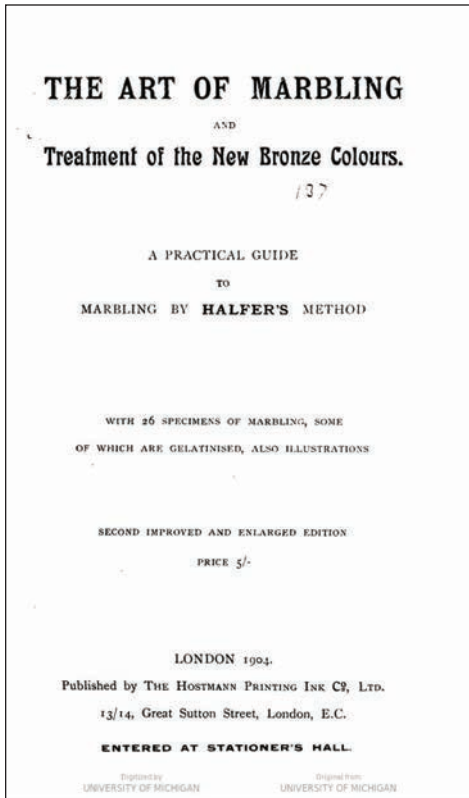 THE ART OF MARBLING
AND
Treatment of the New Bronze Colours.
137
A PRACTICAL GUIDE
TO
MARBLING BY HALFER'S METHOD
WITH 26 SPECIMENS OF MARBLING, SOME
OF WHICH ARE GELATINISED, ALSO ILLUSTRATIONS
SECOND IMPROVED AND ENLARGED EDITION
PRICE 5/-
LONDON 1904.
Published by THE HOSTMANN PRINTING INK Cº, LTD.
13/14, Great Sutton Street, London, E.C.
ENTERED AT STATIONER'S HALL.
Digitized by Original from
UNIVERSITY OF MICHIGAN UNIVERSITY OF MICHIGAN